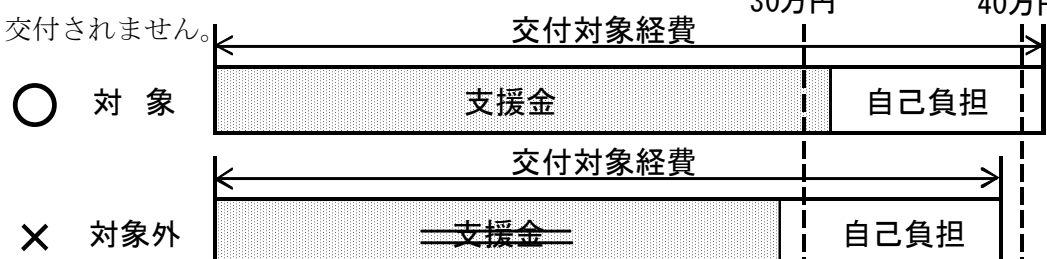 30万円 40万円
交付されません。
交付対象経費
○ 対 象 支援金 自己負担
交付対象経費
× 対象外 支援金 自己負担